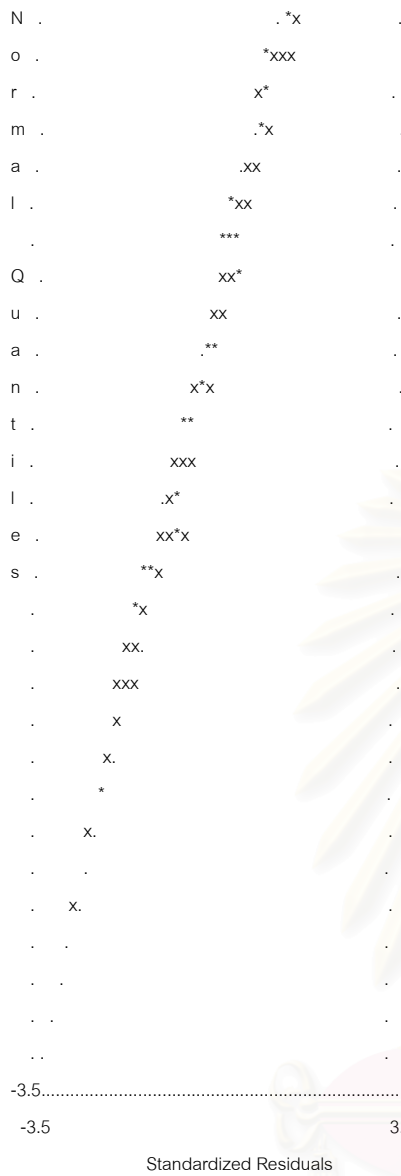 N . . *x .
o . *xxx
r . x* .
m . .*x .
a . .xx .
l . *xx .
. *** .
Q . xx*
u . xx .
a . .** .
n . x*x .
t . ** .
i . xxx .
l . .x* .
e . xx*x
s . **x .
. *x .
. xx. .
. xxx .
. x .
. x. .
. * .
. x. .
. . .
. x. .
. . .
. . .
. . .
. . .
-3.5..........................................................................
-3.5 3.
Standardized Residuals